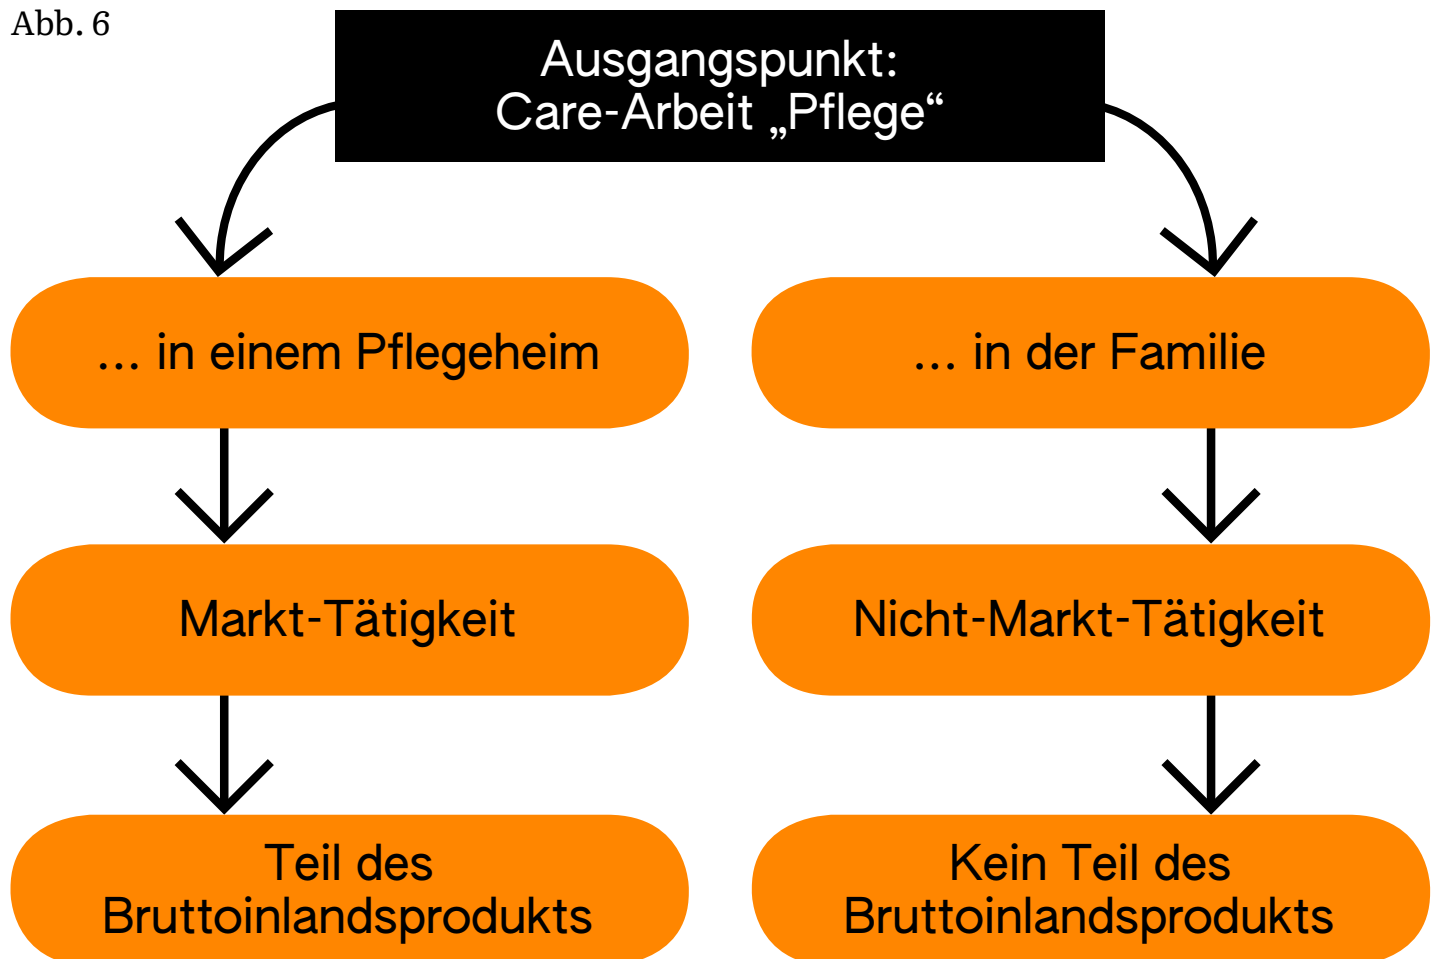 Abb. 6
Ausgangspunkt:
Care-Arbeit „Pflege“
... in einem Pflegeheim
... in der Familie
Markt-Tätigkeit
Nicht-Markt-Tätigkeit
Teil des
Bruttoinlandsprodukts
Kein Teil des
Bruttoinlandsprodukts